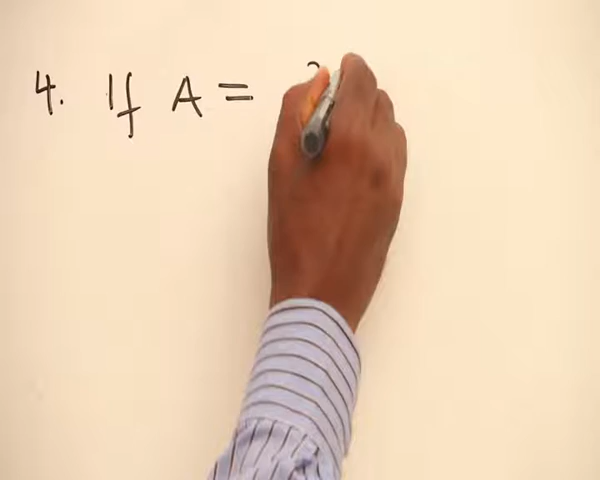 4. If A =